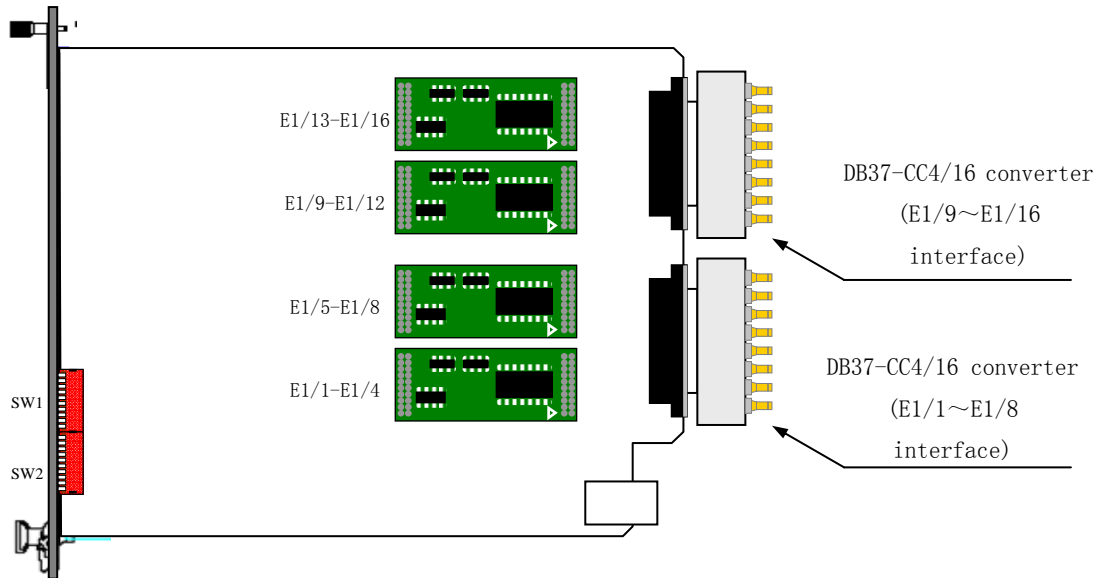 E1/13-E1/16
E1/9-E1/12
E1/5-E1/8
E1/1-E1/4
SW1
SW2
DB37-CC4/16 converter
(E1/9～E1/16
interface)
DB37-CC4/16 converter
(E1/1～E1/8
interface)